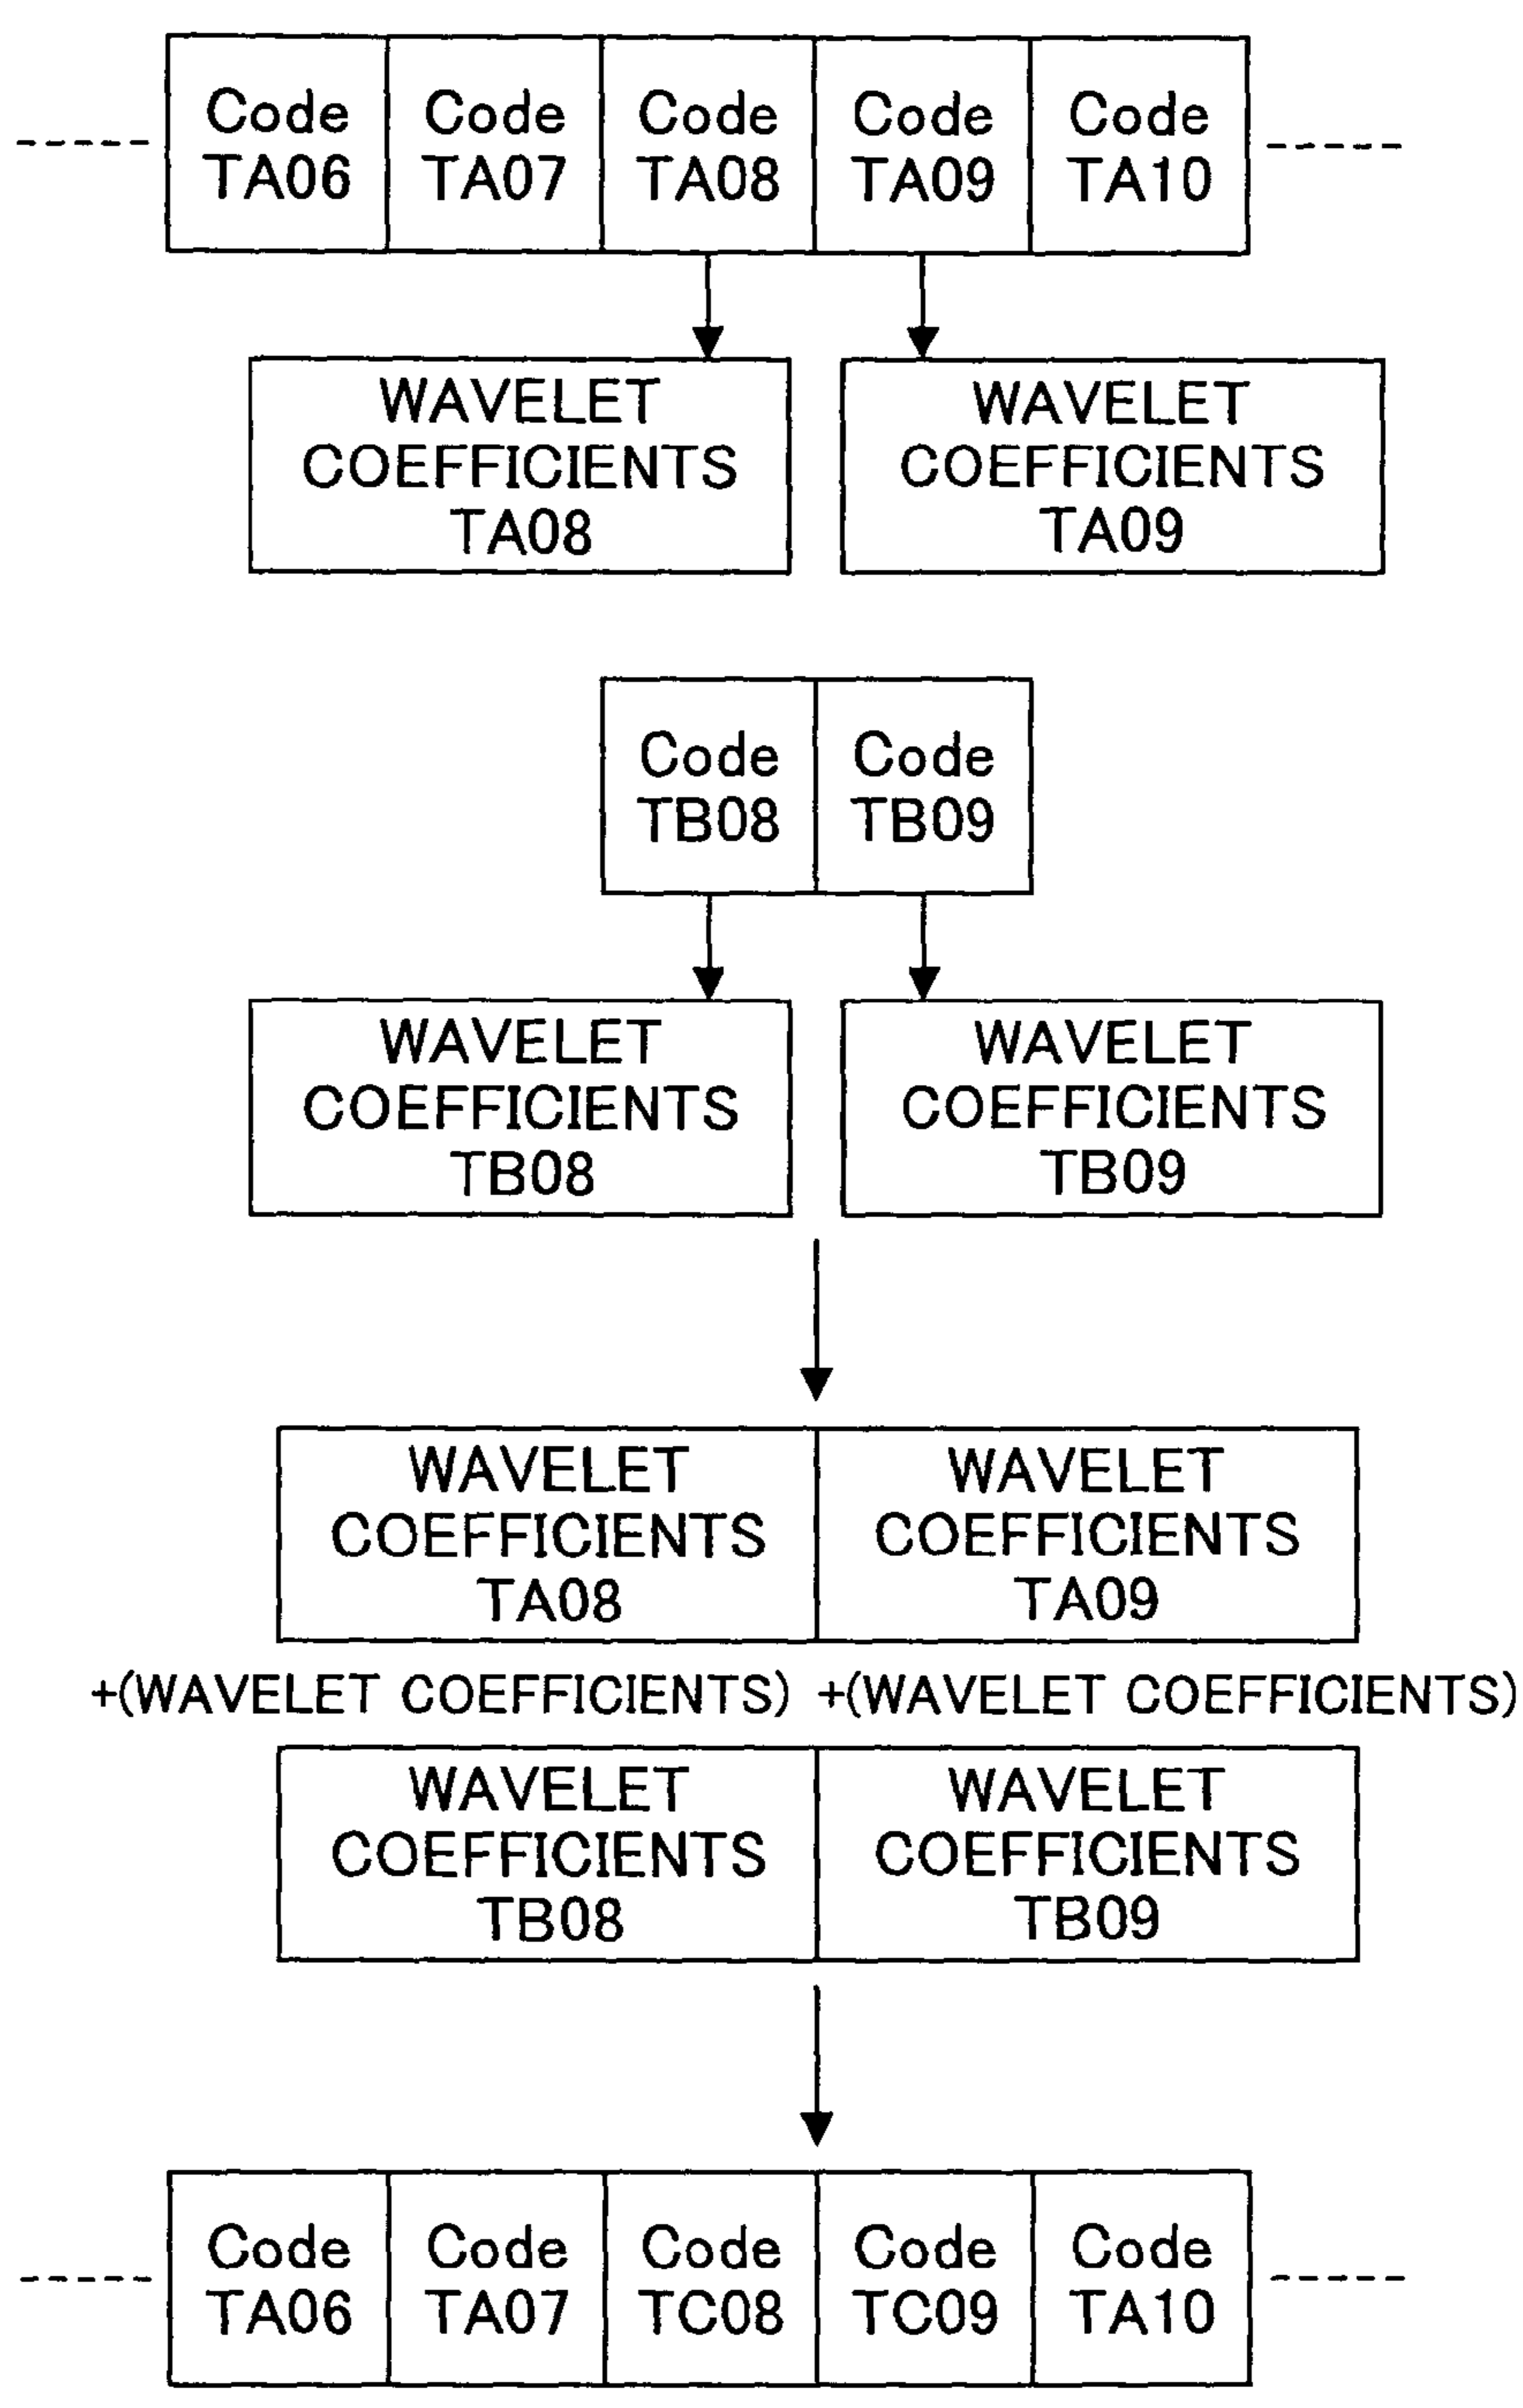 Code Code Code Code Code
TA06 TA07 TA08 TA09 TA10
WAVELET WAVELET
COEFFICIENTS COEFFICIENTS
TA08 TA09
Code Code
TB08 TB09
WAVELET WAVELET
COEFFICIENTS COEFFICIENTS
TB08 TB09
WAVELET WAVELET
COEFFICIENTS COEFFICIENTS
TA08 TA09
+(WAVELET COEFFICIENTS) +(WAVELET COEFFICIENTS)
WAVELET WAVELET
COEFFICIENTS COEFFICIENTS
TB08 TB09
Code Code Code Code Code
TA06 TA07 TC08 TC09 TA10